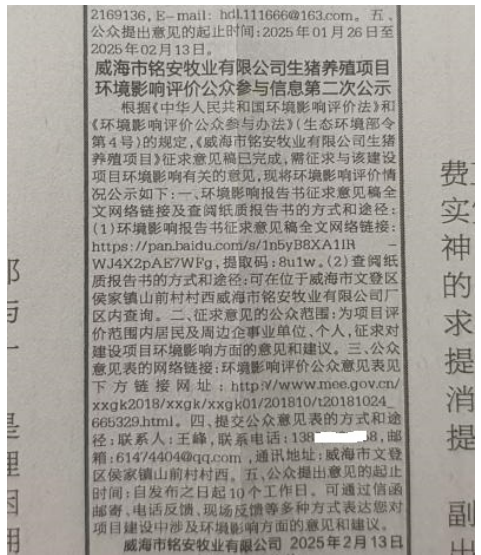 2169136, E-mail: hdl.111666@163.com。五、
公众提出意见的起止时间:2025年01月26日至
2025年02月13日。
威海市铭安牧业有限公司生猪养殖项目
环境影响评价公众参与信息第二次公示
根据《中华人民共和国环境影响评价法》和
《环境影响评价公众参与办法》(生态环境部令
第4号)的规定,《威海市铭安牧业有限公司生猪
养殖项目》征求意见稿已完成,需征求与该建设
项目环境影响有关的意见,现将环境影响评价情
况公示如下:一、环境影响报告书征求意见稿全
文网络链接及查阅纸质报告书的方式和途径:
(1)环境影响报告书征求意见稿全文网络链接:
https://pan.baidu.com/s/1n5yB8XA1IR-
WJ4X2pAE7WFg,提取码:8u1w。(2)查阅纸
质报告书的方式和途径:可在位于威海市文登区
侯家镇山前村村西威海市铭安牧业有限公司厂
区内查询。二、征求意见的公众范围:为项目评
价范围内居民及周边企事业单位、个人,征求对
建设项目环境影响方面的意见和建议。三、公众
意见表的网络链接:环境影响评价公众意见表见
下方链接网址:http://www.mee.gov.cn/
xxgk2018/xxgk/xxgk01/201810/t20181024_
665329.html。四、提交公众意见表的方式和途
径:联系人:王峰,联系电话:138 8,邮
箱:61474404@qq.com,通讯地址:威海市文登
区侯家镇山前村村西。五、公众提出意见的起止
时间:自发布之日起10个工作日。可通过信函
邮寄、电话反馈、现场反馈等多种方式表达您对
项目建设中涉及环境影响方面的意见和建议。
威海市铭安牧业有限公司 2025年2月13日
费
实
神
的
求
提
消
提
副
与
一
是
理
困